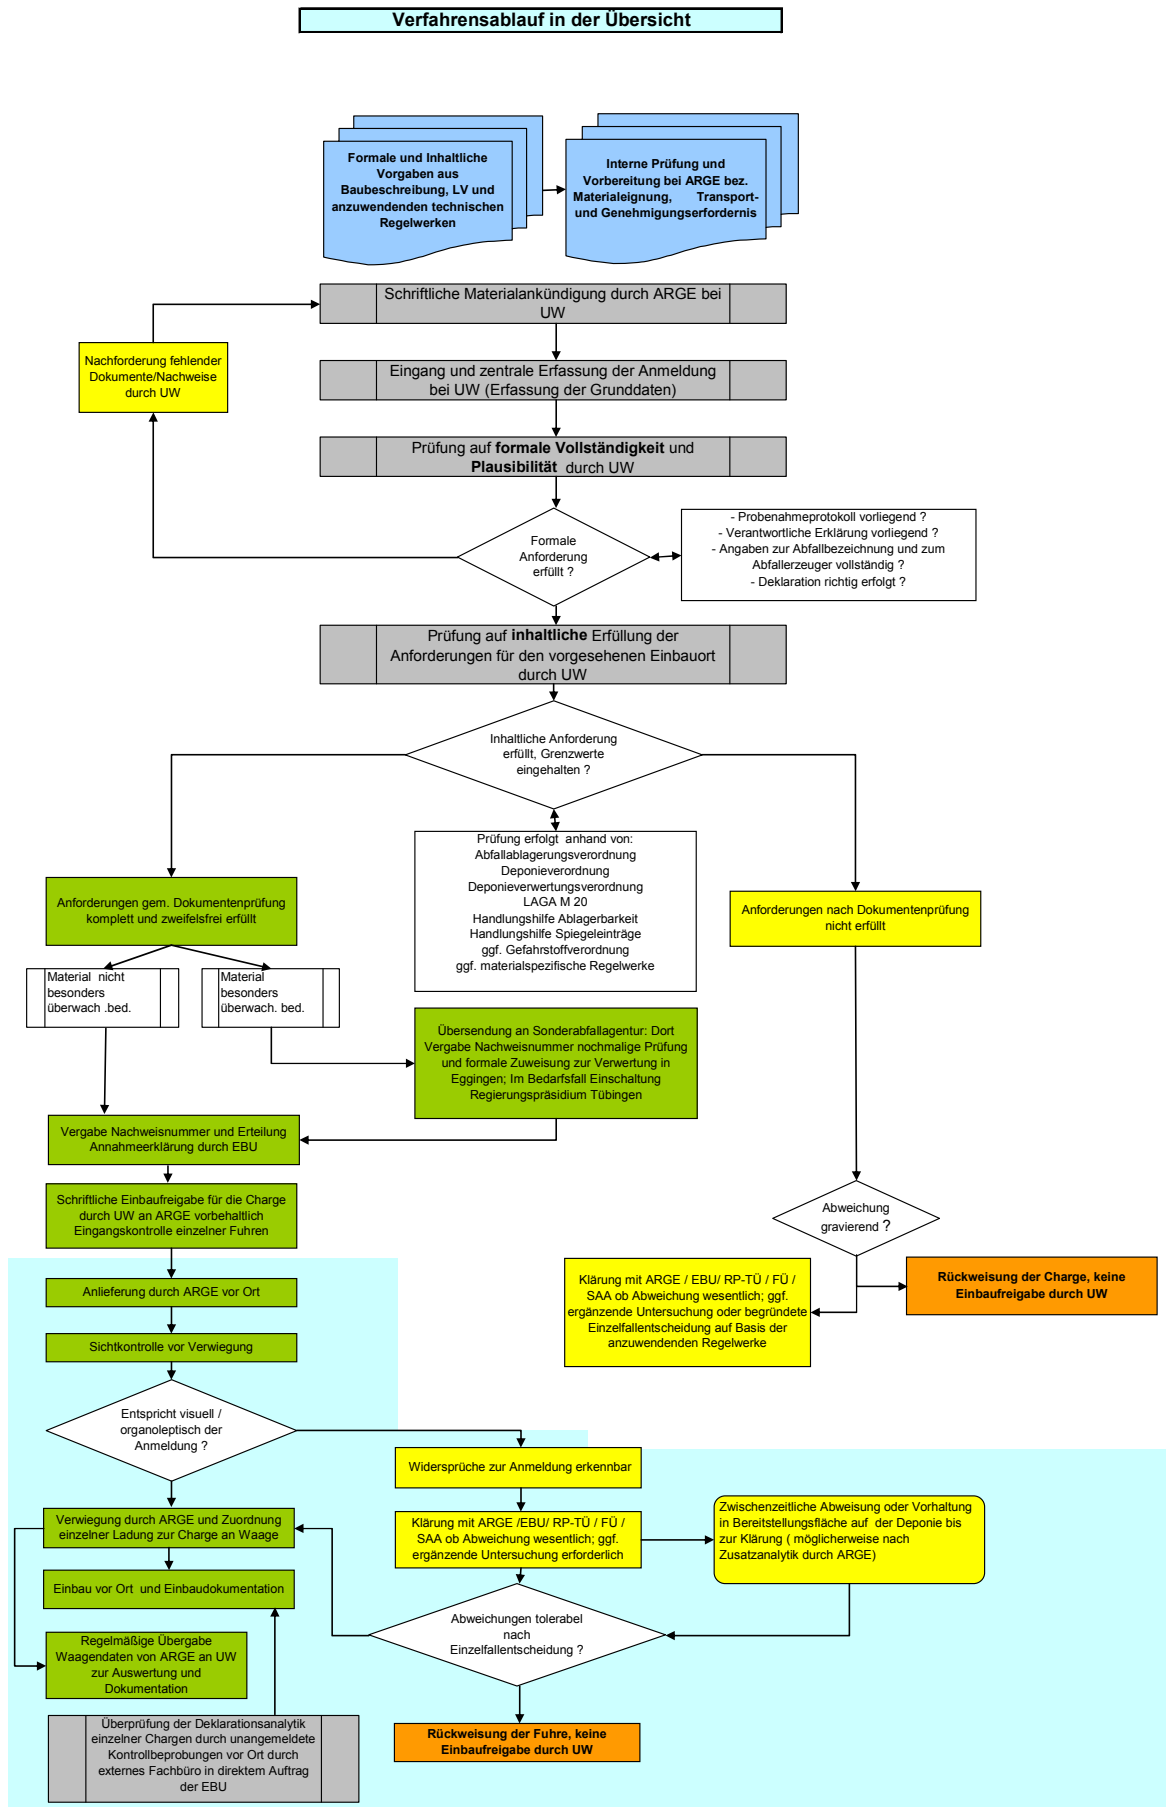 Verfahrensablauf in der Übersicht
Formale und Inhaltliche
Vorgaben aus
Baubeschreibung, LV und
anzuwendenden technischen
Regelwerken
Interne Prüfung und
Vorbereitung bei ARGE bez.
Materialeignung, Transport-
und Genehmigungserfordernis
Schriftliche Materialankündigung durch ARGE bei
UW
Nachforderung fehlender
Dokumente/Nachweise
durch UW
Eingang und zentrale Erfassung der Anmeldung
bei UW (Erfassung der Grunddaten)
Prüfung auf formale Vollständigkeit und
Plausibilität durch UW
Formale
Anforderung
erfüllt ?
- Probenahmeprotokoll vorliegend ?
- Verantwortliche Erklärung vorliegend ?
- Angaben zur Abfallbezeichnung und zum
Abfallerzeuger vollständig ?
- Deklaration richtig erfolgt ?
Prüfung auf inhaltliche Erfüllung der
Anforderungen für den vorgesehenen Einbauort
durch UW
Inhaltliche Anforderung
erfüllt, Grenzwerte
eingehalten ?
Prüfung erfolgt anhand von:
Abfallablagerungsverordnung
Deponieverordnung
Deponieverwertungsverordnung
LAGA M 20
Handlungshilfe Ablagerbarkeit
Handlungshilfe Spiegeleinträge
ggf. Gefahrstoffverordnung
ggf. materialspezifische Regelwerke
Anforderungen gem. Dokumentenprüfung
komplett und zweifelsfrei erfüllt
Anforderungen nach Dokumentenprüfung
nicht erfüllt
Material nicht
besonders
überwach .bed.
Material
besonders
überwach. bed.
Übersendung an Sonderabfallagentur: Dort
Vergabe Nachweisnummer nochmalige Prüfung
und formale Zuweisung zur Verwertung in
Eggingen; Im Bedarfsfall Einschaltung
Regierungspräsidium Tübingen
Vergabe Nachweisnummer und Erteilung
Annahmeerklärung durch EBU
Schriftliche Einbaufreigabe für die Charge
durch UW an ARGE vorbehaltlich
Eingangskontrolle einzelner Fuhren
Abweichung
gravierend ?
Klärung mit ARGE / EBU/ RP-TÜ / FÜ /
SAA ob Abweichung wesentlich; ggf.
ergänzende Untersuchung oder begründete
Einzelfallentscheidung auf Basis der
anzuwendenden Regelwerke
Rückweisung der Charge, keine
Einbaufreigabe durch UW
Anlieferung durch ARGE vor Ort
Sichtkontrolle vor Verwiegung
Entspricht visuell /
organoleptisch der
Anmeldung ?
Widersprüche zur Anmeldung erkennbar
Verwiegung durch ARGE und Zuordnung
einzelner Ladung zur Charge an Waage
Klärung mit ARGE /EBU/ RP-TÜ / FÜ /
SAA ob Abweichung wesentlich; ggf.
ergänzende Untersuchung erforderlich
Zwischenzeitliche Abweisung oder Vorhaltung
in Bereitstellungsfläche auf der Deponie bis
zur Klärung ( möglicherweise nach
Zusatzanalytik durch ARGE)
Einbau vor Ort und Einbaudokumentation
Abweichungen tolerabel
nach
Einzelfallentscheidung ?
Regelmäßige Übergabe
Waagendaten von ARGE an UW
zur Auswertung und
Dokumentation
Überprüfung der Deklarationsanalytik
einzelner Chargen durch unangemeldete
Kontrollbeprobungen vor Ort durch
externes Fachbüro in direktem Auftrag
der EBU
Rückweisung der Fuhre, keine
Einbaufreigabe durch UW